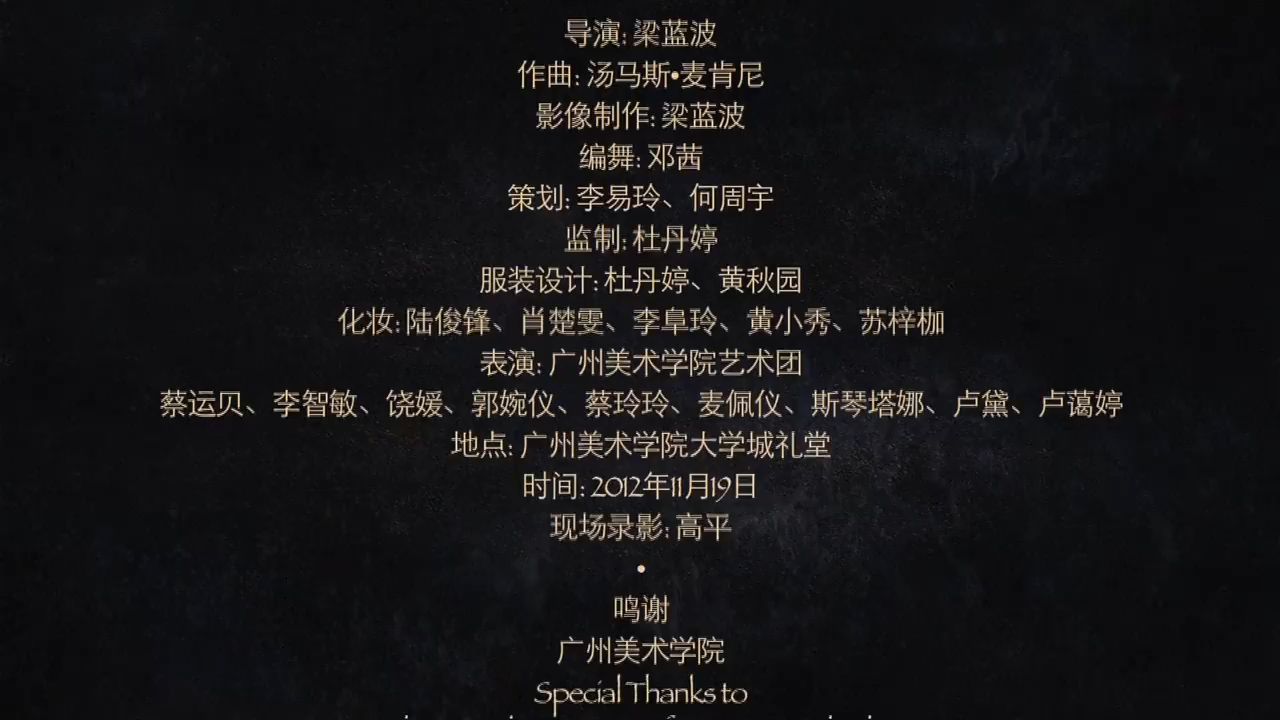 导演: 梁蓝波
作曲: 汤马斯•麦肯尼
影像制作: 梁蓝波
编舞: 邓茜
策划: 李易玲、何周宇
监制: 杜丹婷
服装设计: 杜丹婷、黄秋园
化妆: 陆俊锋、肖楚雯、李阜玲、黄小秀、苏梓枷
表演: 广州美术学院艺术团
蔡运贝、李智敏、饶媛、郭婉仪、蔡玲玲、麦佩仪、斯琴塔娜、卢黛、卢蔼婷
地点: 广州美术学院大学城礼堂
时间: 2012年11月19日
现场录影: 高平
•
鸣谢
广州美术学院
Special Thanks to